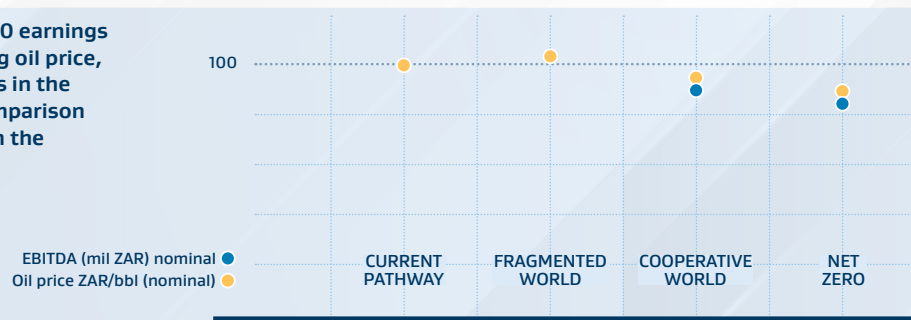 0 earnings
g oil price,
s in the
mparison
n the
100
EBITDA (mil ZAR) nominal
Oil price ZAR/bbl (nominal)
CURRENT
PATHWAY
FRAGMENTED
WORLD
COOPERATIVE
WORLD
NET
ZERO